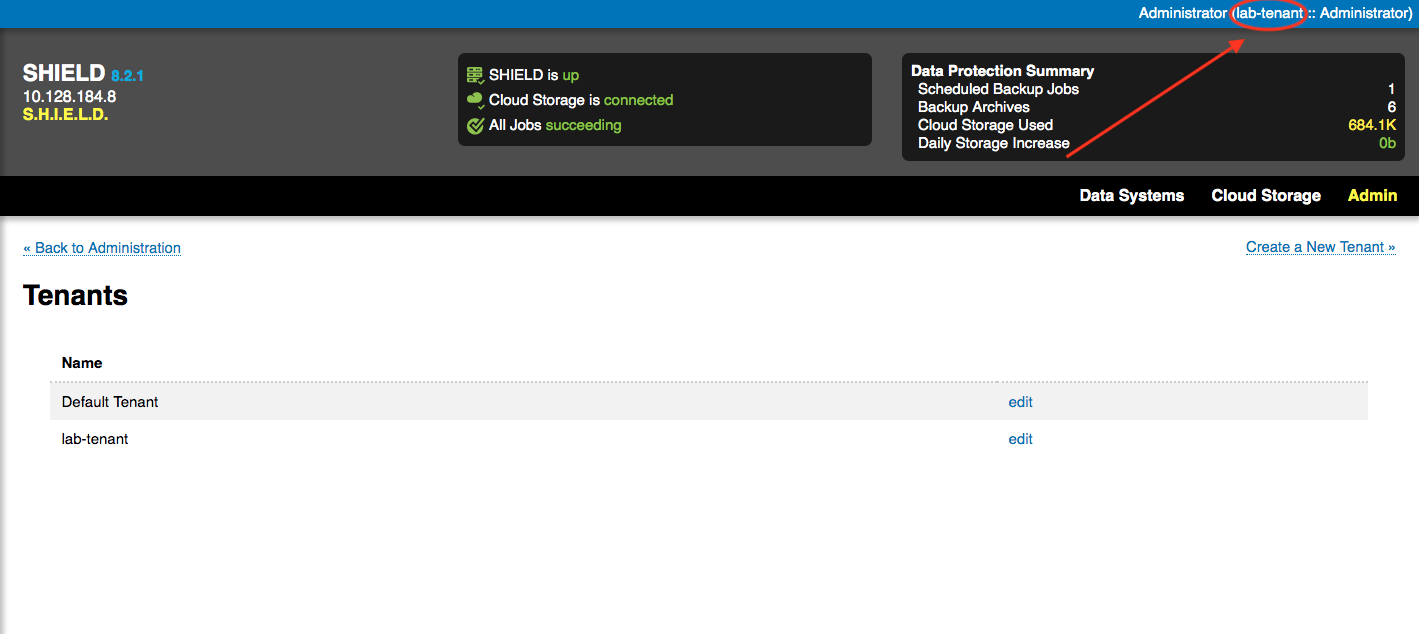 Administrator (lab-tenant :: Administrator)
SHIELD 8.2.1
10.128.184.8
S.H.I.E.L.D.
SHIELD is up
Cloud Storage is connected
All Jobs succeeding
Data Protection Summary
Scheduled Backup Jobs 1
Backup Archives 6
Cloud Storage Used 684.1K
Daily Storage Increase 0b
Data Systems Cloud Storage Admin
« Back to Administration
Create a New Tenant »
Tenants
Name
Default Tenant edit
lab-tenant edit